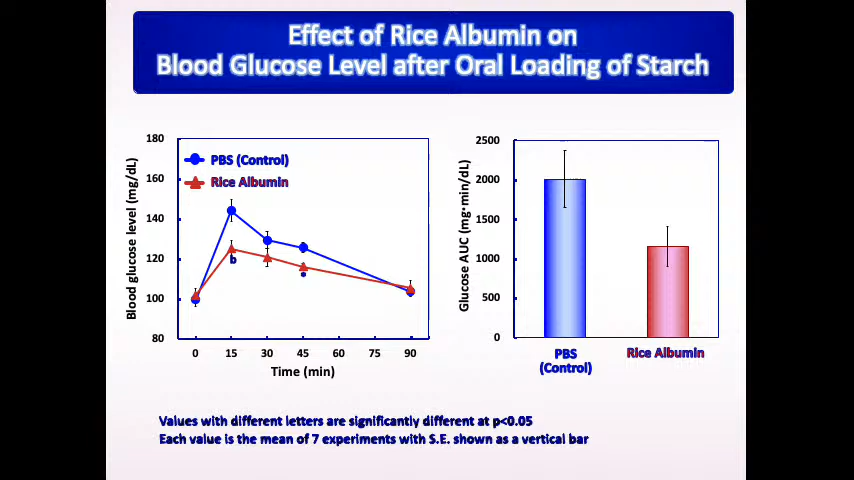 Effect of Rice Albumin on
Blood Glucose Level after Oral Loading of Starch
180
160
140
120
100
80
Blood glucose level (mg/dL)
PBS (Control)
Rice Albumin
b
0 15 30 45 60 75 90
Time (min)
2500
2000
1500
1000
500
0
Glucose AUC (mg·min/dL)
PBS
(Control)
Rice Albumin
Values with different letters are significantly different at p<0.05
Each value is the mean of 7 experiments with S.E. shown as a vertical bar